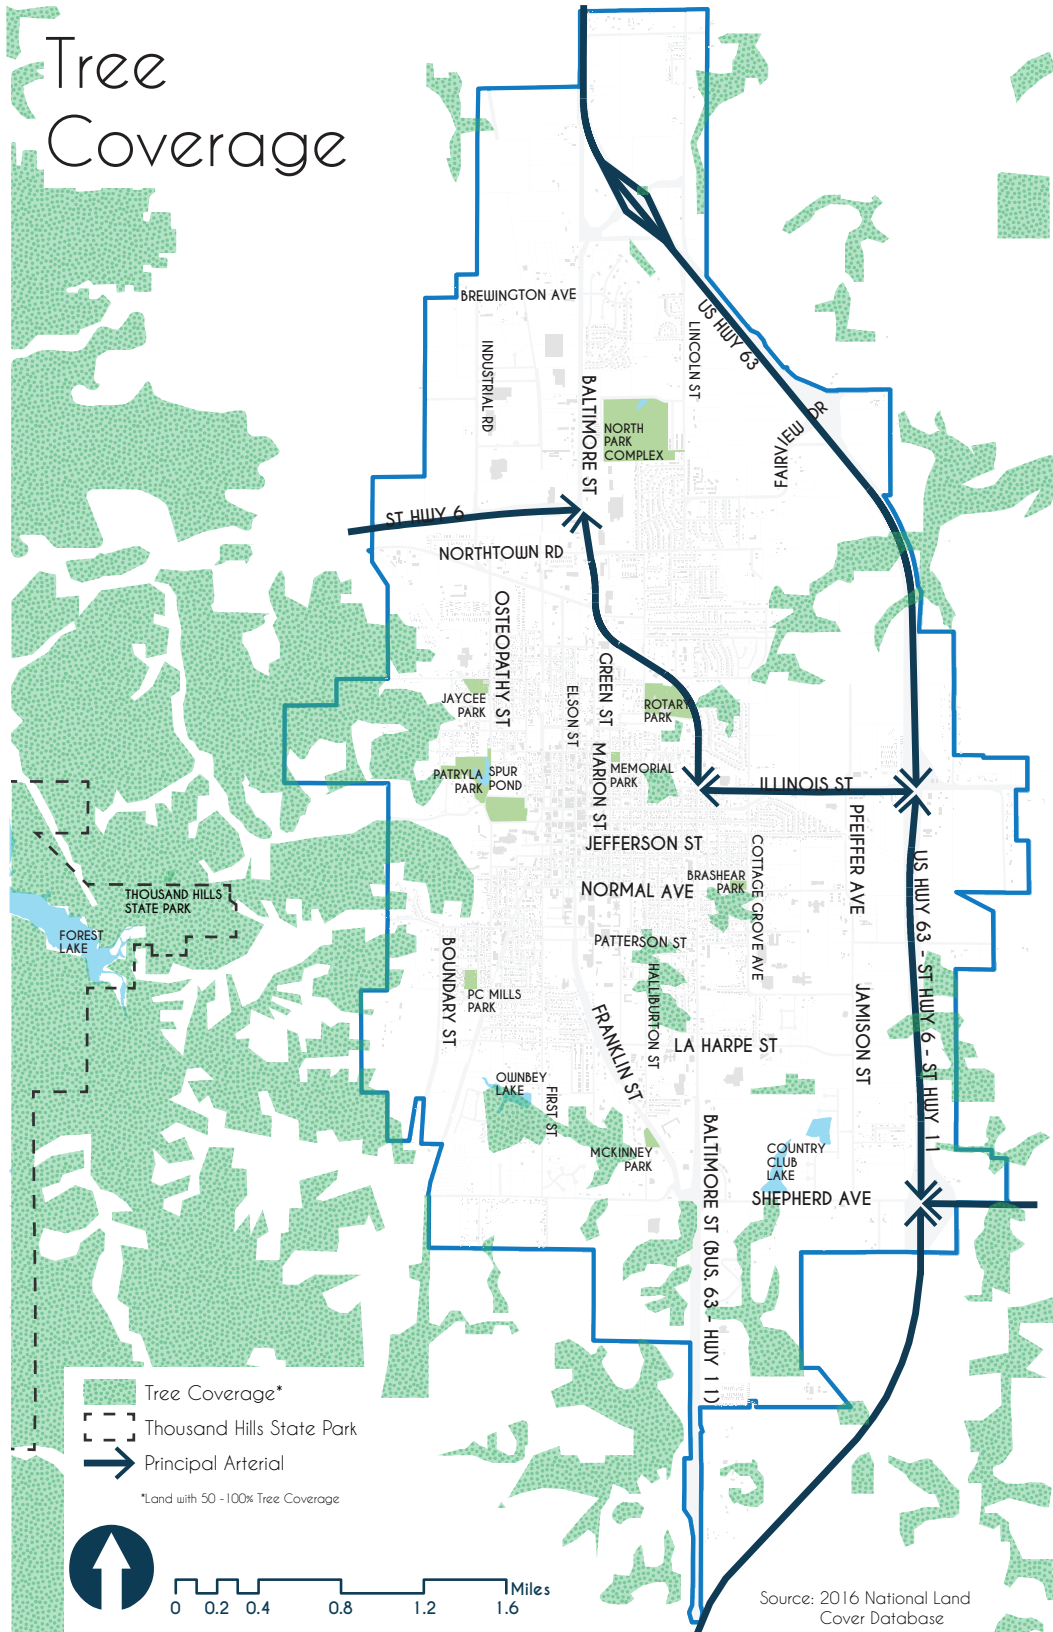 Tree
Coverage
BREWINGTON AVE
US HWY 63
LINCOLN ST
INDUSTRIAL RD
BALTIMORE ST
FAIRVIEW DR
NORTH
PARK
COMPLEX
ST HWY 6
NORTHTOWN RD
OSTEOPATHY ST
GREEN ST
ELSON ST
JAYCEE
PARK
ROTARY
PARK
MARION ST
PATRYLA
PARK
SPUR
POND
MEMORIAL
PARK
ILLINOIS ST
PFEIFFER AVE
JEFFERSON ST
COTTAGE GROVE AVE
US HWY 63 - ST HWY 6 - ST HWY 11
BRASHEAR
PARK
NORMAL AVE
THOUSAND HILLS
STATE PARK
FOREST
LAKE
BOUNDARY ST
PATTERSON ST
HALLIBURTON ST
PC MILLS
PARK
JAMISON ST
FRANKLIN ST
LA HARPE ST
OWNBEY
LAKE
FIRST ST
BALTIMORE ST (BUS. 63 - HWY 11)
MCKINNEY
PARK
COUNTRY
CLUB
LAKE
SHEPHERD AVE
Tree Coverage*
Thousand Hills State Park
Principal Arterial
*Land with 50 -100% Tree Coverage
Miles
0 0.2 0.4 0.8 1.2 1.6
Source: 2016 National Land
Cover Database